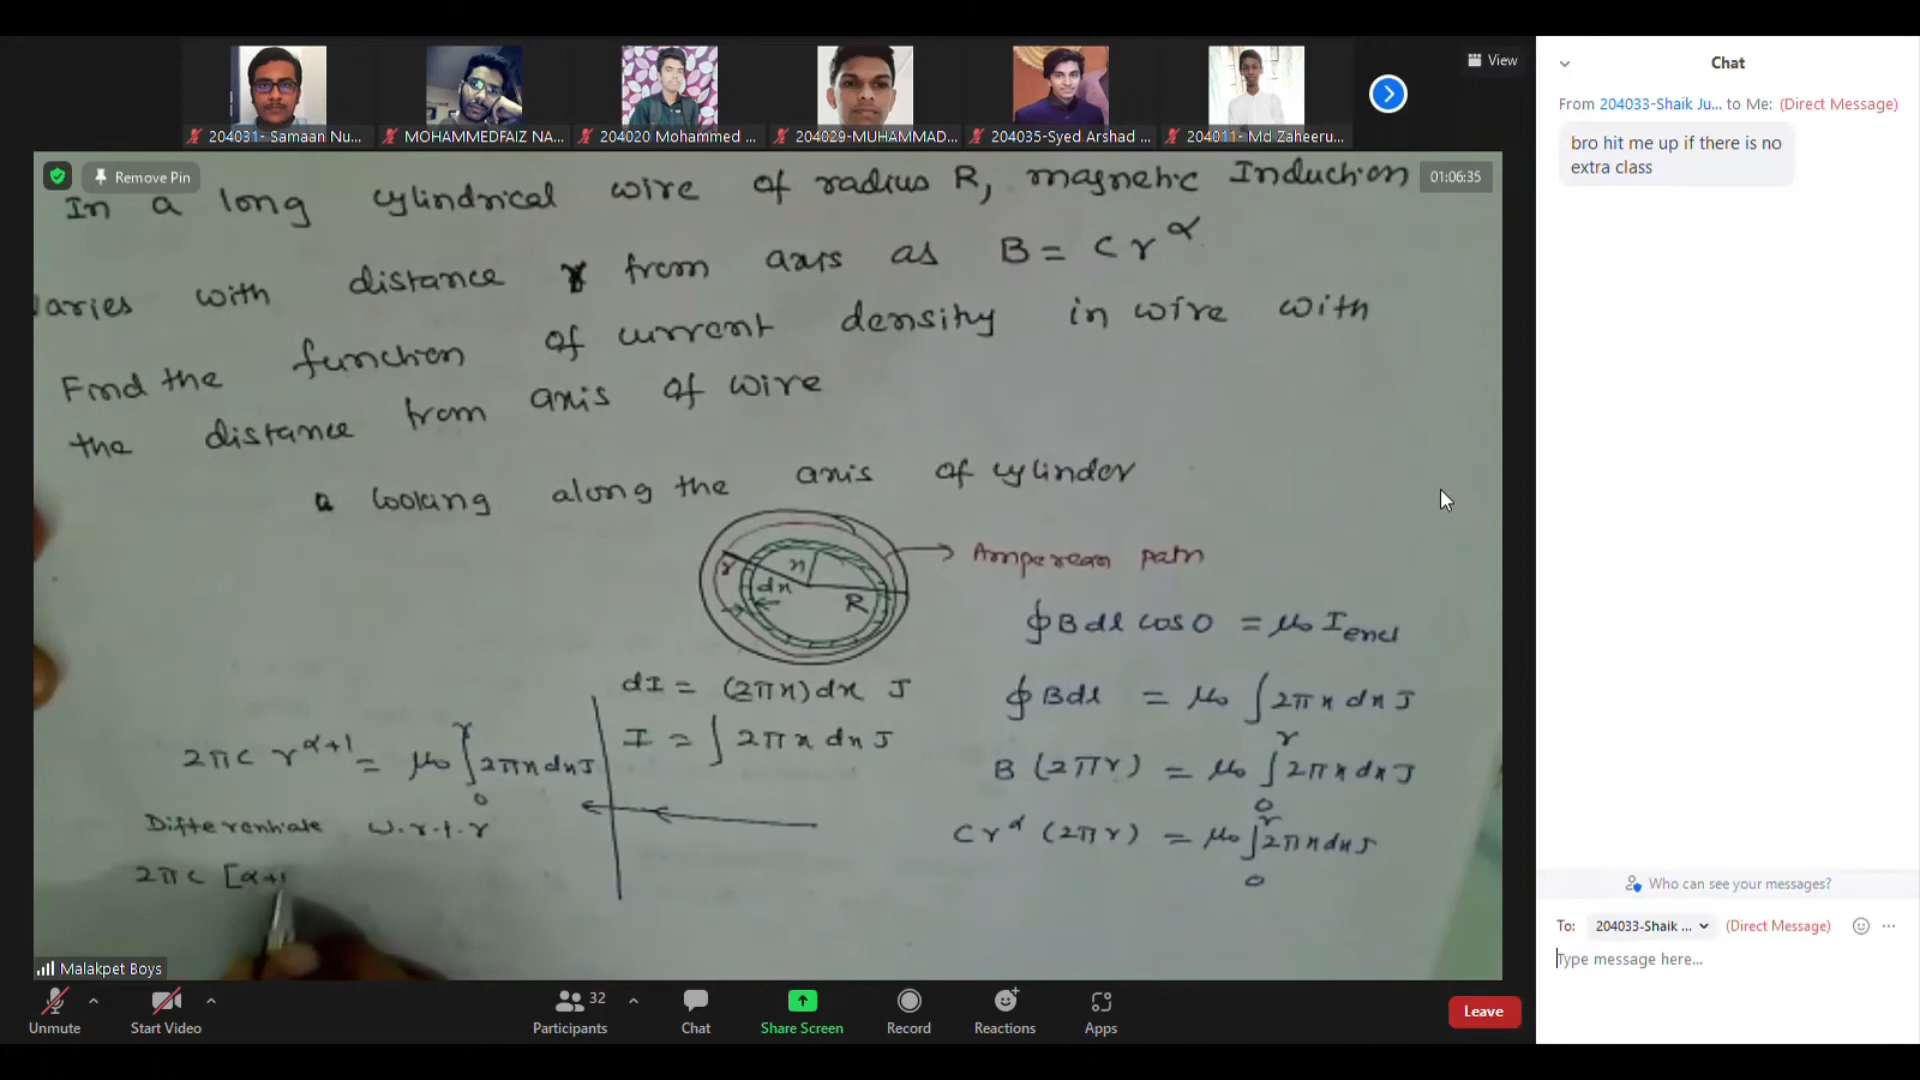 View
Chat
204031- Samaan Nu...
MOHAMMEDFAIZ NA...
204020 Mohammed ...
204029-MUHAMMAD...
204035-Syed Arshad ...
204011- Md Zaheeru...
From 204033-Shaik Ju... to Me: (Direct Message)
bro hit me up if there is no
extra class
Remove Pin
01:06:35
In a long cylindrical wire of radius R, magnetic Induction
varies with distance r from axis as B = C r^α
Find the function of current density in wire with
the distance from axis of wire
looking along the axis of cylinder
r x dx R
Amperean path
∮ B dl cos 0 = μ₀ I encl
dI = (2πx) dx J
∮ B dl = μ₀ ∫ 2πx dx J
I = ∫ 2πx dx J
2πC r^α+1 = μ₀ ∫₀^r 2πx dx J
B (2πr) = μ₀ ∫₀^r 2πx dx J
Differentiate w.r.t. r
C r^α (2πr) = μ₀ ∫₀^r 2πx dx J
2πC [α+1
Malakpet Boys
Who can see your messages?
To: 204033-Shaik ... (Direct Message)
Type message here...
Unmute
Start Video
32
Participants
Chat
Share Screen
Record
Reactions
Apps
Leave